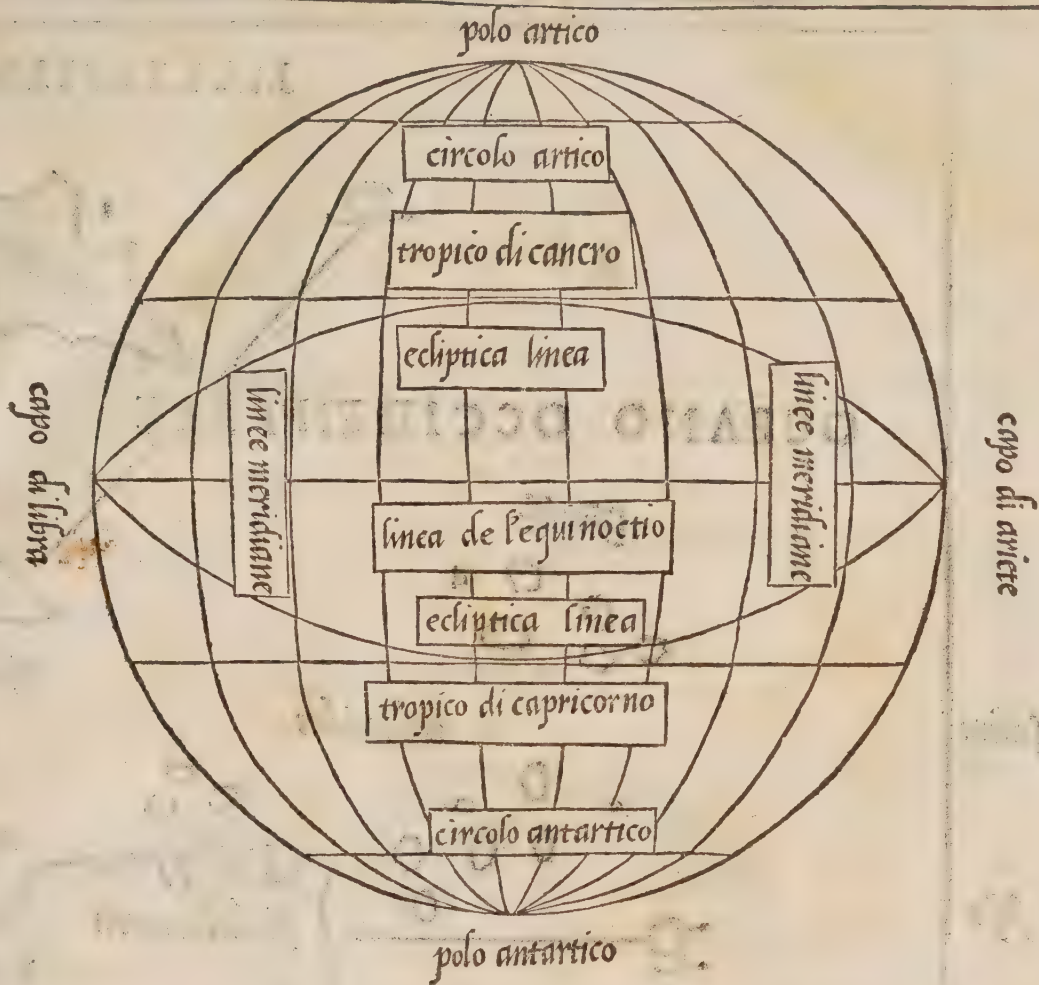 polo artico
circolo artico
tropico di cancro
ecliptica linea
linee meridiane
linee meridiane
capo di libra
capo di ariete
linea de l'equinoctio
ecliptica linea
tropico di capricorno
circolo antartico
polo antartico